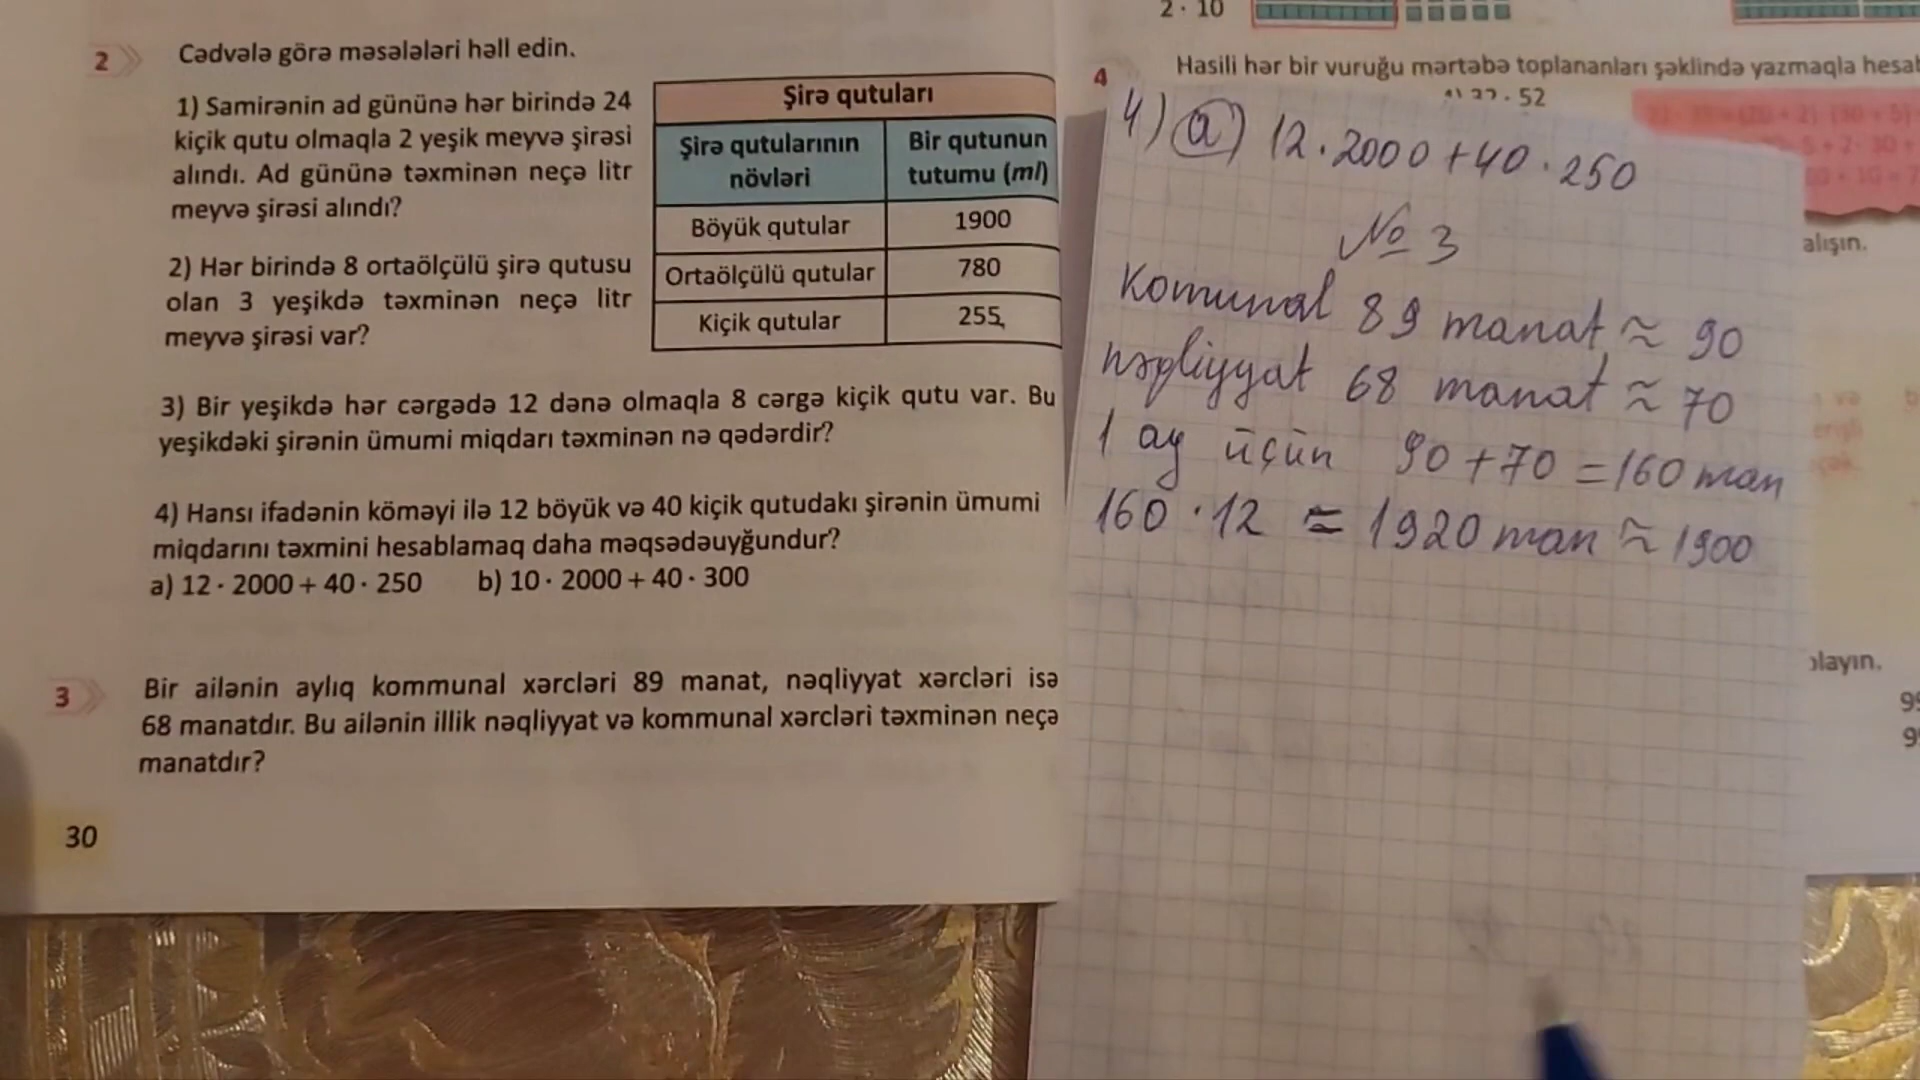 2 Cədvələ görə məsələləri həll edin.
1) Samirənin ad gününə hər birində 24
kiçik qutu olmaqla 2 yeşik meyvə şirəsi
alındı. Ad gününə təxminən neçə litr
meyvə şirəsi alındı?
2) Hər birində 8 ortaölçülü şirə qutusu
olan 3 yeşikdə təxminən neçə litr
meyvə şirəsi var?
Şirə qutuları
Şirə qutularının növləri
Bir qutunun tutumu (ml)
Böyük qutular 1900
Ortaölçülü qutular 780
Kiçik qutular 255
3) Bir yeşikdə hər cərgədə 12 dənə olmaqla 8 cərgə kiçik qutu var. Bu
yeşikdəki şirənin ümumi miqdarı təxminən nə qədərdir?
4) Hansı ifadənin köməyi ilə 12 böyük və 40 kiçik qutudakı şirənin ümumi
miqdarını təxmini hesablamaq daha məqsədəuyğundur?
a) 12 · 2000 + 40 · 250 b) 10 · 2000 + 40 · 300
3 Bir ailənin aylıq kommunal xərcləri 89 manat, nəqliyyat xərcləri isə
68 manatdır. Bu ailənin illik nəqliyyat və kommunal xərcləri təxminən neçə
manatdır?
30
2 · 10
4 Hasili hər bir vuruğu mərtəbə toplananları şəklində yazmaqla hesab
· 52
4) a) 12 · 2000 + 40 · 250
№ 3
Komunal 89 manat ≈ 90
nəqliyyat 68 manat ≈ 70
1 ay üçün 90 + 70 = 160 man
160 · 12 = 1920 man ≈ 1900
alışın.
olayın.